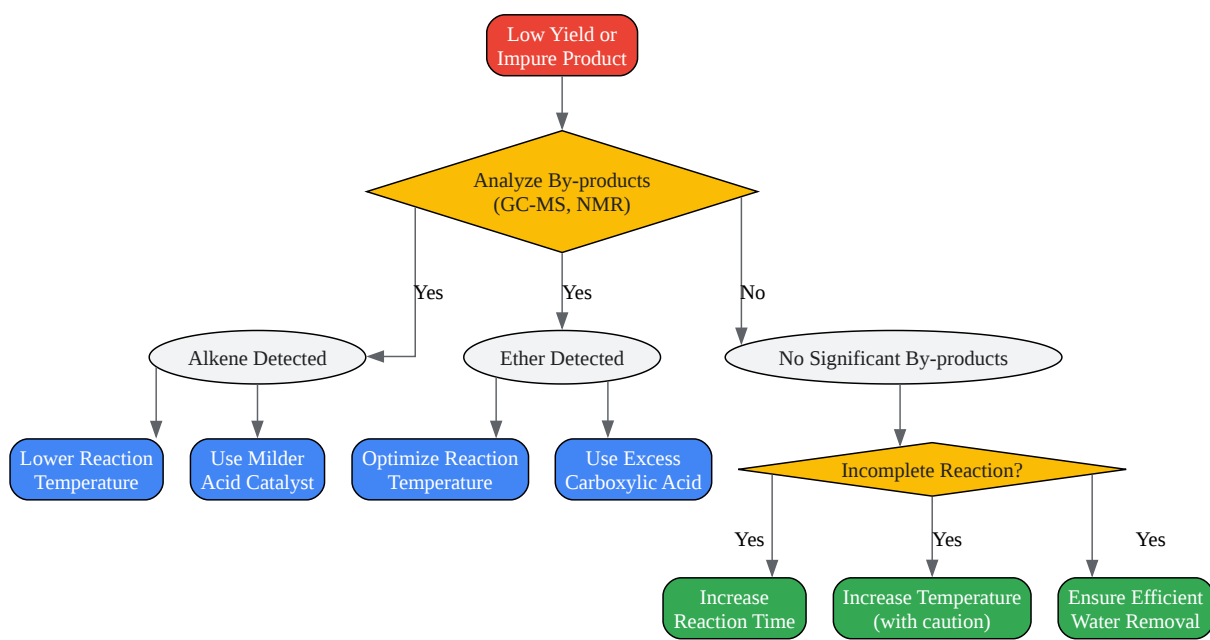 Low Yield or
Impure Product
Analyze By-products
(GC-MS, NMR)
Yes
Yes
No
Alkene Detected
Ether Detected
No Significant By-products
Lower Reaction
Temperature
Use Milder
Acid Catalyst
Optimize Reaction
Temperature
Use Excess
Carboxylic Acid
Incomplete Reaction?
Yes
Yes
Yes
Increase
Reaction Time
Increase Temperature
(with caution)
Ensure Efficient
Water Removal